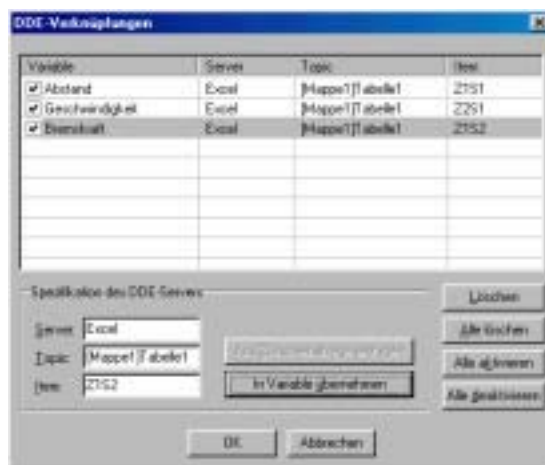 DDE-Verknüpfungen
Variable Server Topic Item
Abstand Excel [Mappe1]Tabelle1 Z1S1
Geschwindigkeit Excel [Mappe1]Tabelle1 Z2S1
Bremskraft Excel [Mappe1]Tabelle1 Z1S2
Spezifikation des DDE-Servers
Server: Excel
Topic: [Mappe1]Tabelle1
Item: Z1S2
In Variable übernehmen
Löschen
Alle löschen
Alle aktivieren
Alle deaktivieren
OK Abbrechen